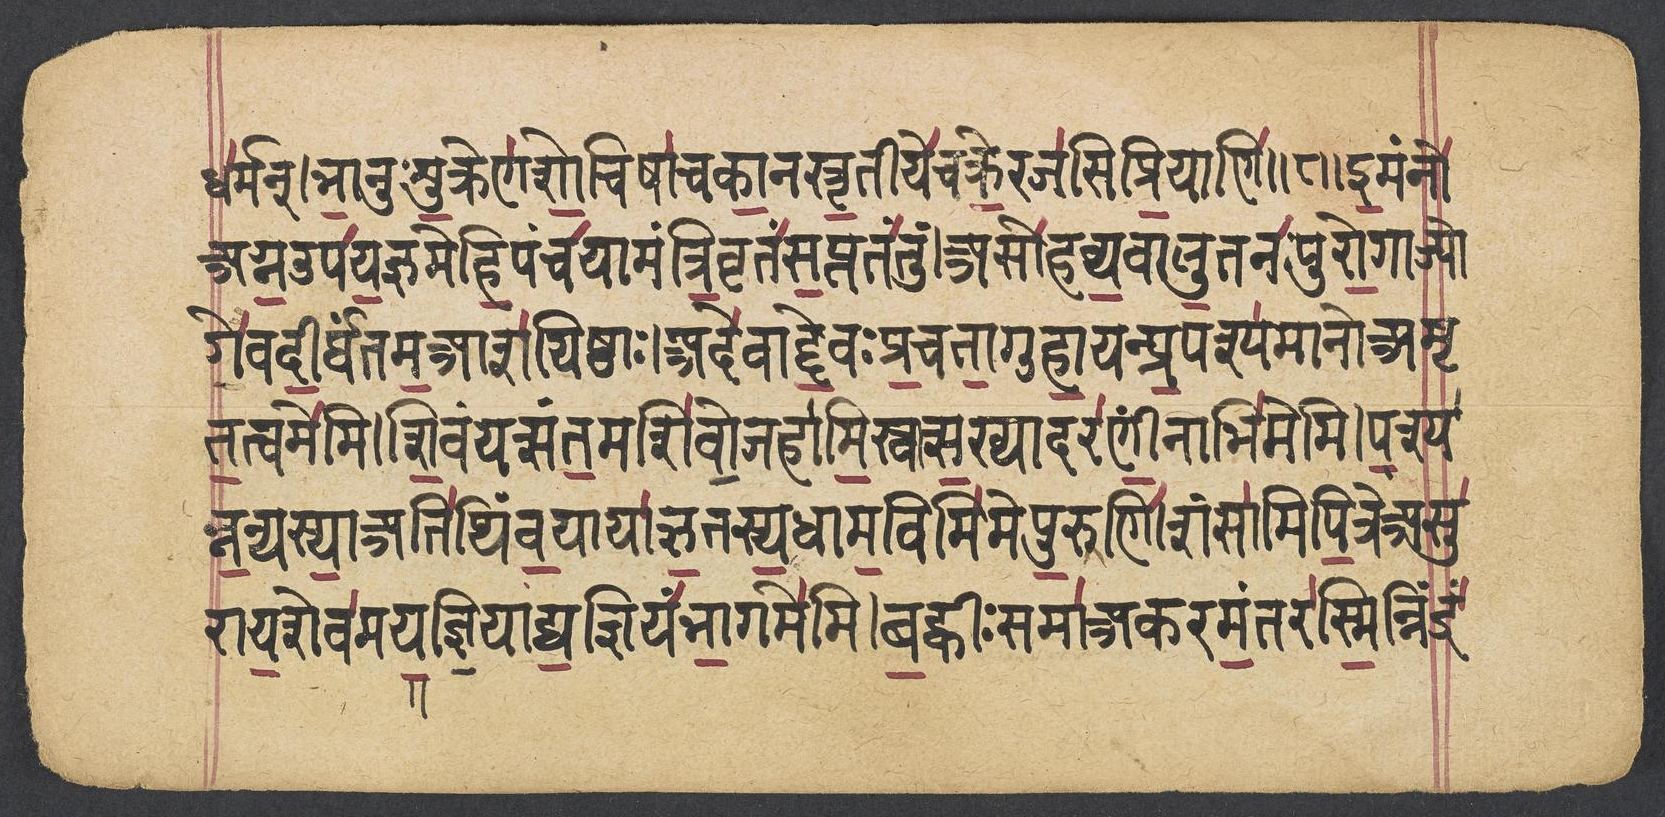 धर्मन्।भानुःशुक्रेणशोचिषाचकानस्तृतीयेचक्रेरजसिप्रियाणि॥८॥इमंनो
अग्नउपयज्ञमेहिपंचयामंत्रिवृतंसप्ततंतुं।असोहव्यवाळुतनःपुरोगाज्यो
गेवदीर्घंतमआशयिष्ठाः।अदेवाद्देवःप्रचतागुहायन्प्रपश्यमानोअमृ
तत्वमेमि।शिवंयत्संतमशिवोजहामिस्वात्सख्यादरणींनाभिमेमि।पश्य
न्नन्यस्याअतिथिंवयायाऋतस्यधामविमिमेपुरुणि।शंसामिपित्रेअसु
रायशेवमयज्ञियाद्यज्ञियंभागमेमि।बह्वीःसमाअकरमंतरस्मिन्निंद्रं
॥